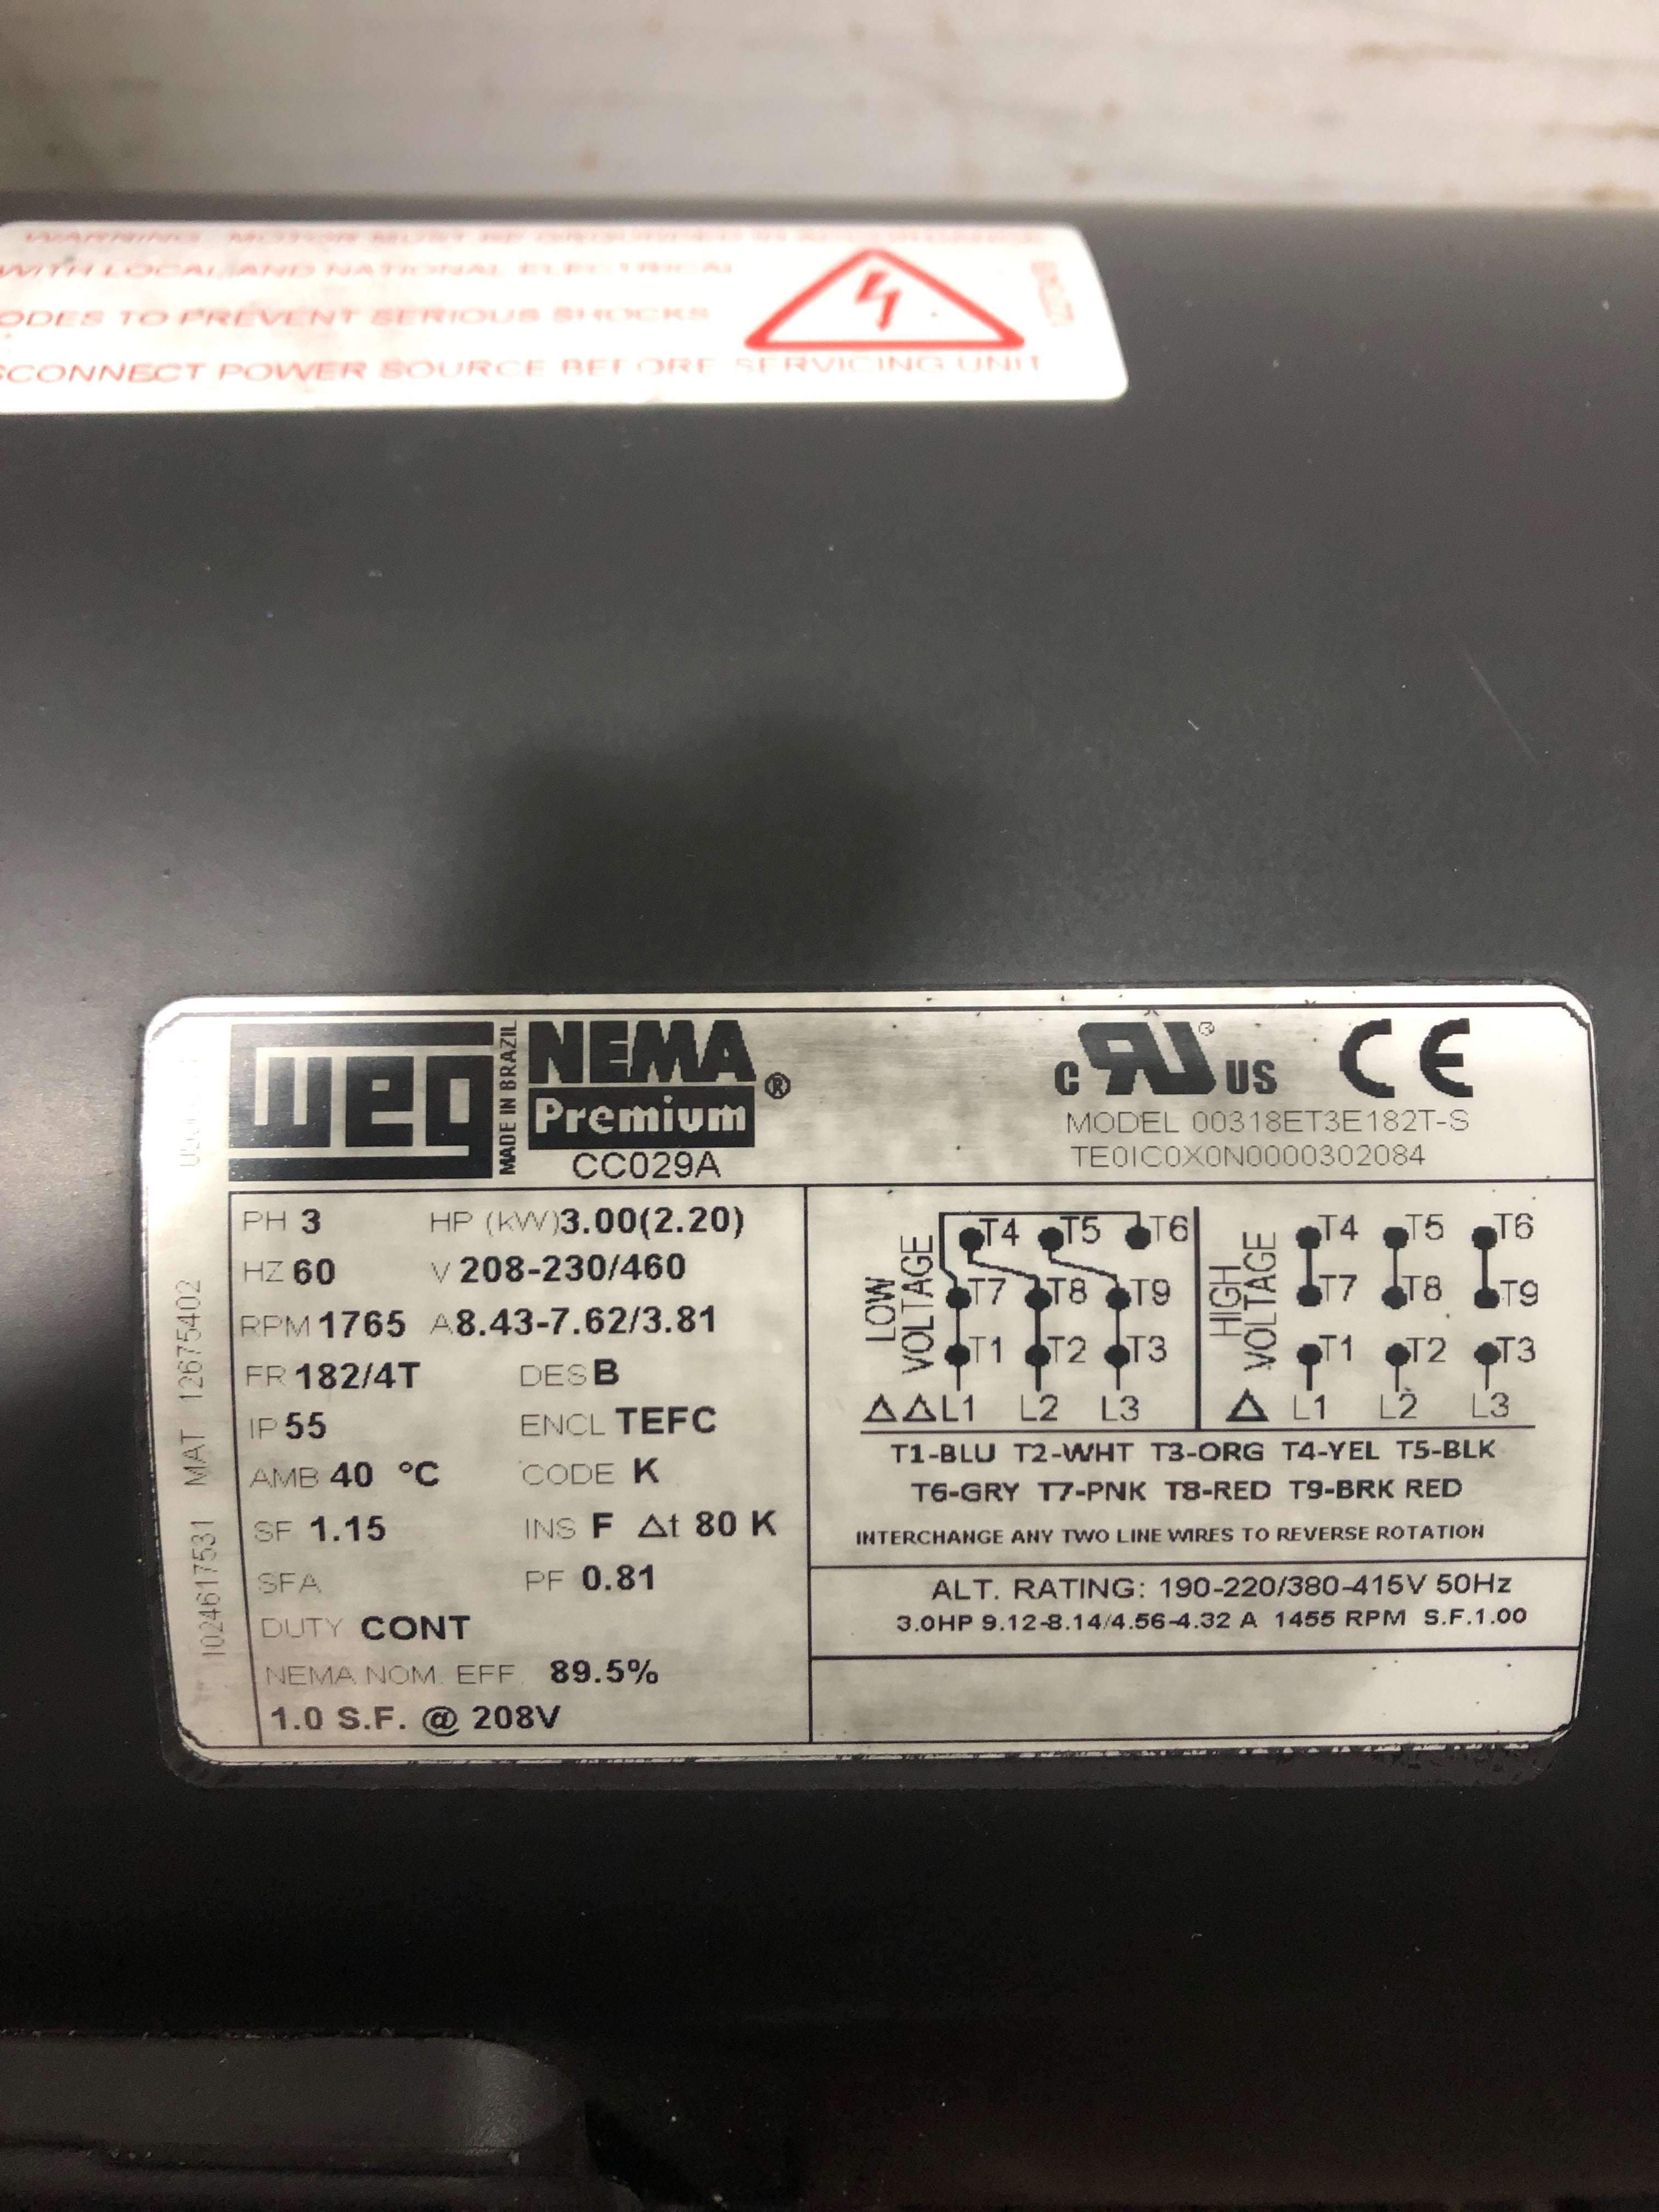 WARNING: MOTOR MUST BE GROUNDED IN ACCORDANCE
WITH LOCAL AND NATIONAL ELECTRICAL
ODES TO PREVENT SERIOUS SHOCKS
SCONNECT POWER SOURCE BEFORE SERVICING UNIT
weg
MADE IN BRAZIL
NEMA
Premium®
CC029A
c RU® US CE
MODEL 00318ET3E182T-S
TE0IC0X0N0000302084
MAT 12675402
1024617531
PH 3 HP (kW) 3.00(2.20)
HZ 60 V 208-230/460
RPM 1765 A 8.43-7.62/3.81
FR 182/4T DES B
IP 55 ENCL TEFC
AMB 40 °C CODE K
SF 1.15 INS F Δt 80 K
SFA PF 0.81
DUTY CONT
NEMA NOM. EFF. 89.5%
1.0 S.F. @ 208V
LOW VOLTAGE
T4 T5 T6
T7 T8 T9
T1 T2 T3
ΔΔ L1 L2 L3
HIGH VOLTAGE
T4 T5 T6
T7 T8 T9
T1 T2 T3
Δ L1 L2 L3
T1-BLU T2-WHT T3-ORG T4-YEL T5-BLK
T6-GRY T7-PNK T8-RED T9-BRK RED
INTERCHANGE ANY TWO LINE WIRES TO REVERSE ROTATION
ALT. RATING: 190-220/380-415V 50Hz
3.0HP 9.12-8.14/4.56-4.32 A 1455 RPM S.F.1.00